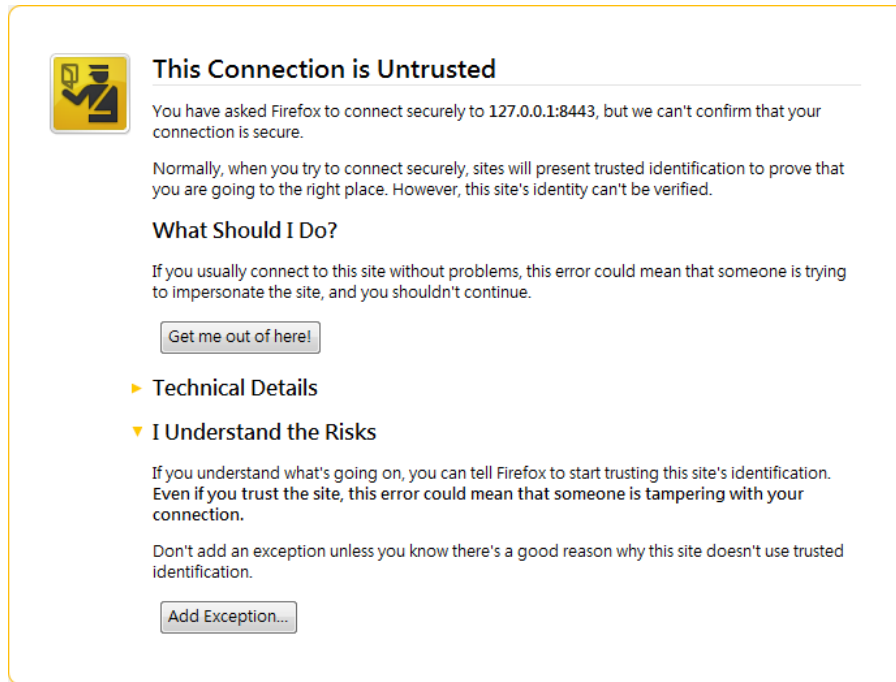 This Connection is Untrusted
You have asked Firefox to connect securely to 127.0.0.1:8443, but we can't confirm that your
connection is secure.
Normally, when you try to connect securely, sites will present trusted identification to prove that
you are going to the right place. However, this site's identity can't be verified.
What Should I Do?
If you usually connect to this site without problems, this error could mean that someone is trying
to impersonate the site, and you shouldn't continue.
Get me out of here!
Technical Details
I Understand the Risks
If you understand what's going on, you can tell Firefox to start trusting this site's identification.
Even if you trust the site, this error could mean that someone is tampering with your
connection.
Don't add an exception unless you know there's a good reason why this site doesn't use trusted
identification.
Add Exception...